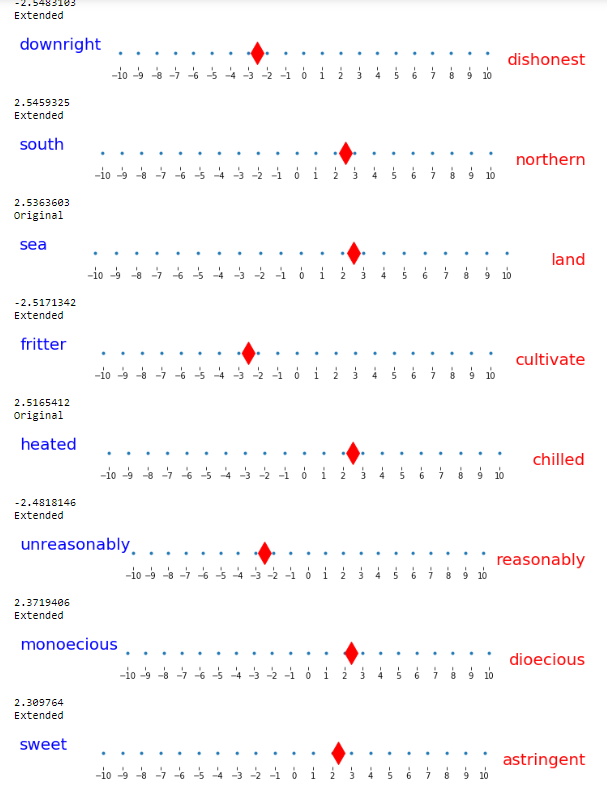 -2.5483103
Extended
downright
-10 -9 -8 -7 -6 -5 -4 -3 -2 -1 0 1 2 3 4 5 6 7 8 9 10
dishonest
2.5459325
Extended
south
-10 -9 -8 -7 -6 -5 -4 -3 -2 -1 0 1 2 3 4 5 6 7 8 9 10
northern
2.5363603
Original
sea
-10 -9 -8 -7 -6 -5 -4 -3 -2 -1 0 1 2 3 4 5 6 7 8 9 10
land
-2.5171342
Extended
fritter
-10 -9 -8 -7 -6 -5 -4 -3 -2 -1 0 1 2 3 4 5 6 7 8 9 10
cultivate
2.5165412
Original
heated
-10 -9 -8 -7 -6 -5 -4 -3 -2 -1 0 1 2 3 4 5 6 7 8 9 10
chilled
-2.4818146
Extended
unreasonably
-10 -9 -8 -7 -6 -5 -4 -3 -2 -1 0 1 2 3 4 5 6 7 8 9 10
reasonably
2.3719406
Extended
monoecious
-10 -9 -8 -7 -6 -5 -4 -3 -2 -1 0 1 2 3 4 5 6 7 8 9 10
dioecious
2.309764
Extended
sweet
-10 -9 -8 -7 -6 -5 -4 -3 -2 -1 0 1 2 3 4 5 6 7 8 9 10
astringent